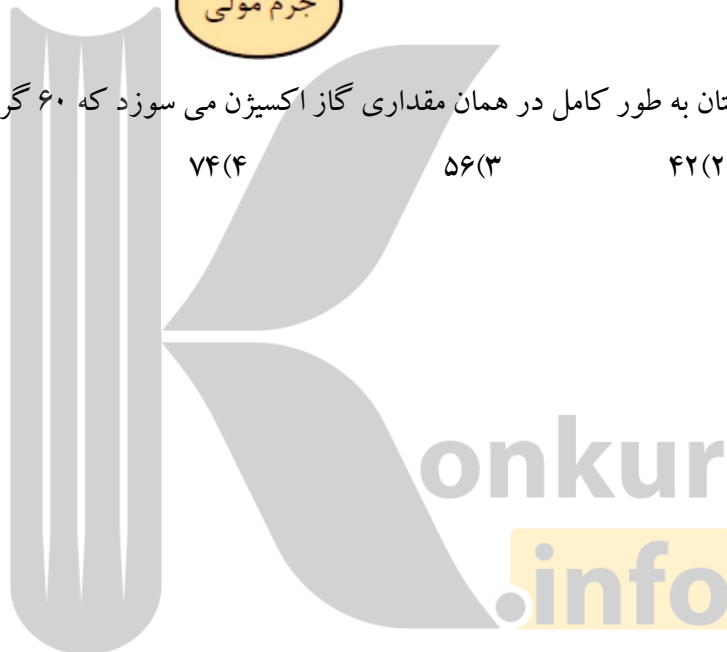 جرم مولی
تان به طور کامل در همان مقداری گاز اکسیژن می سوزد که ۶۰ گر
۴۲(۲ ۵۶(۳ ۷۴(۴
onkur
.info